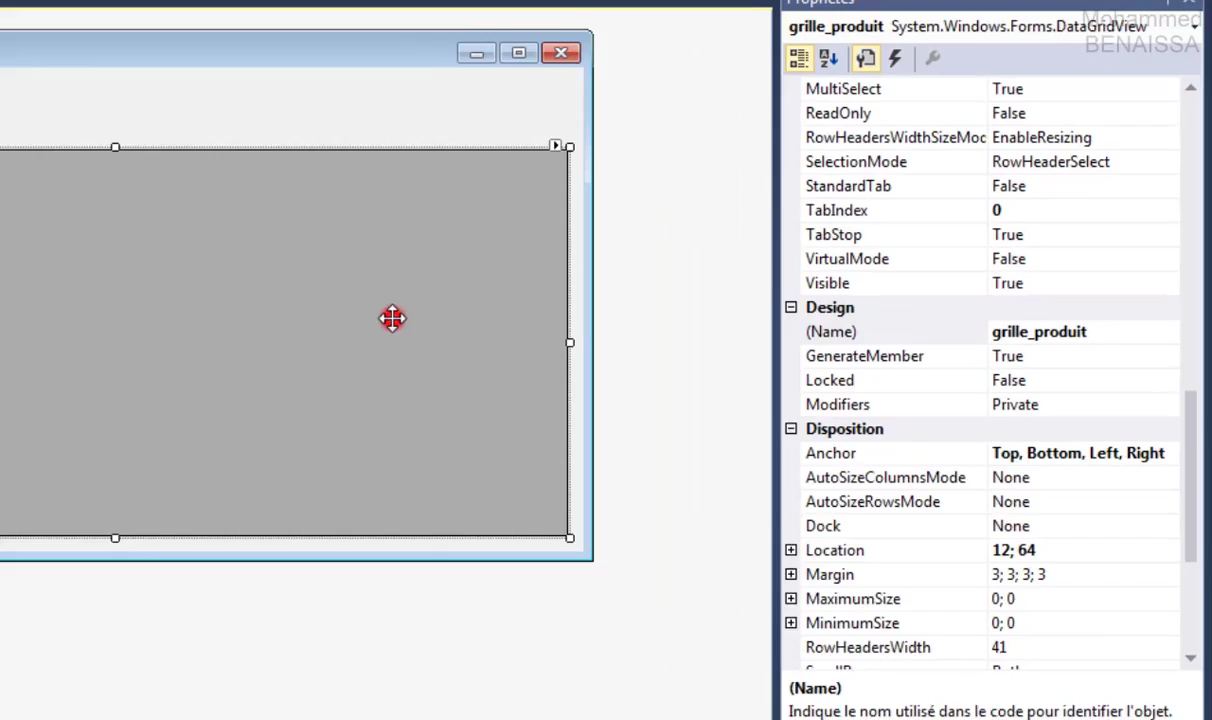 Propriétés
grille_produit System.Windows.Forms.DataGridView
Mohammed
BENAISSA
MultiSelect True
ReadOnly False
RowHeadersWidthSizeMod EnableResizing
SelectionMode RowHeaderSelect
StandardTab False
TabIndex 0
TabStop True
VirtualMode False
Visible True
Design
(Name) grille_produit
GenerateMember True
Locked False
Modifiers Private
Disposition
Anchor Top, Bottom, Left, Right
AutoSizeColumnsMode None
AutoSizeRowsMode None
Dock None
Location 12; 64
Margin 3; 3; 3; 3
MaximumSize 0; 0
MinimumSize 0; 0
RowHeadersWidth 41
(Name)
Indique le nom utilisé dans le code pour identifier l'objet.